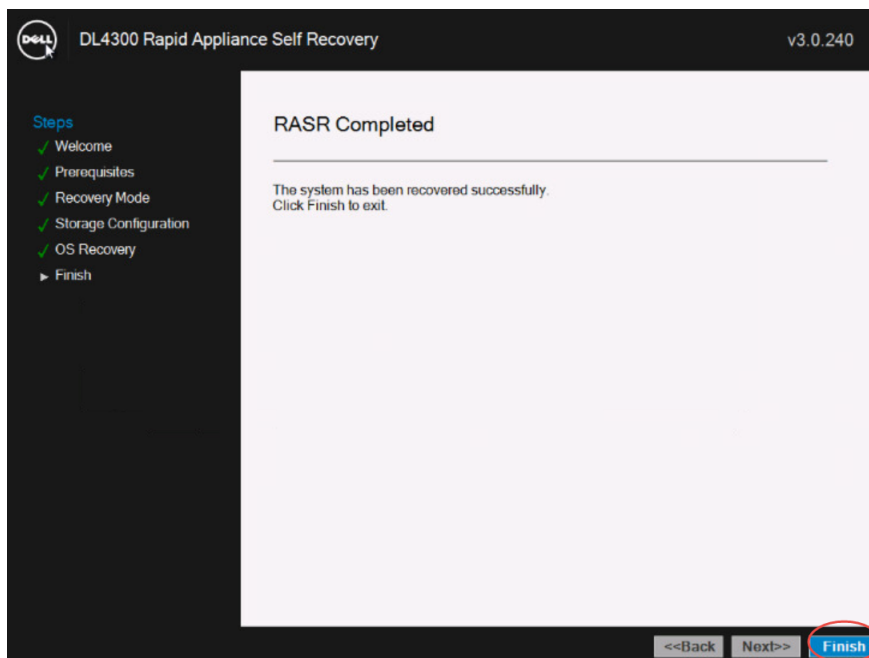 DELL
DL4300 Rapid Appliance Self Recovery
v3.0.240
Steps
Welcome
Prerequisites
Recovery Mode
Storage Configuration
OS Recovery
Finish
RASR Completed
The system has been recovered successfully.
Click Finish to exit.
<<Back
Next>>
Finish